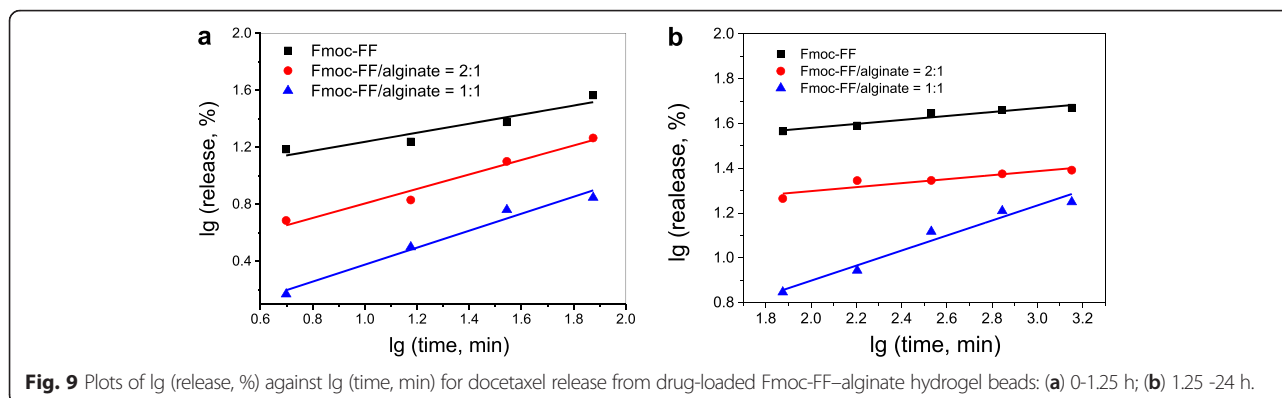 a
Fmoc-FF
Fmoc-FF/alginate = 2:1
Fmoc-FF/alginate = 1:1
lg (release, %)
2.0
1.6
1.2
0.8
0.4
0.6 0.8 1.0 1.2 1.4 1.6 1.8 2.0
lg (time, min)
b
Fmoc-FF
Fmoc-FF/alginate = 2:1
Fmoc-FF/alginate = 1:1
lg (realease, %)
2.0
1.8
1.6
1.4
1.2
1.0
0.8
1.8 2.0 2.2 2.4 2.6 2.8 3.0 3.2
lg (time, min)
Fig. 9 Plots of lg (release, %) against lg (time, min) for docetaxel release from drug-loaded Fmoc-FF–alginate hydrogel beads: (a) 0-1.25 h; (b) 1.25 -24 h.